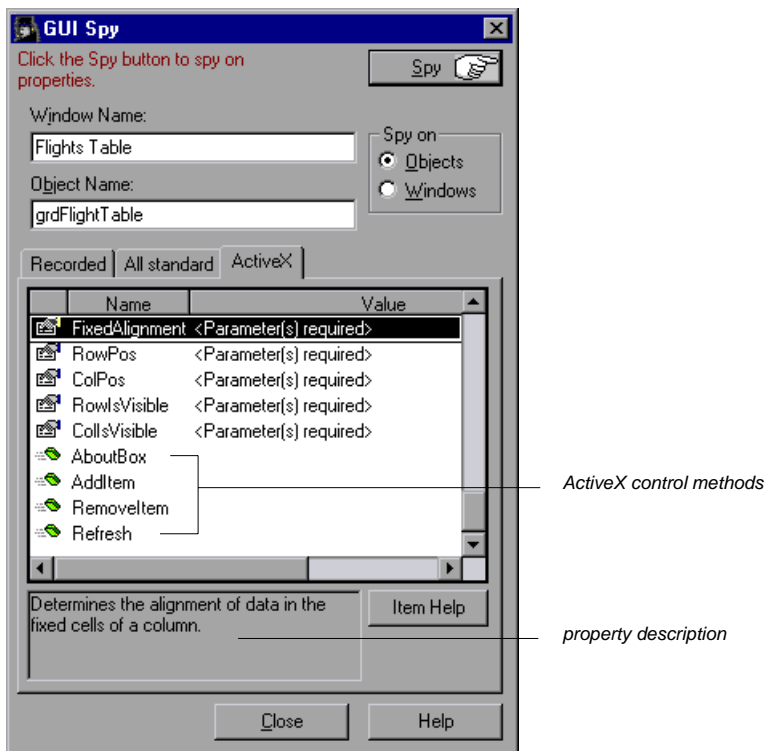 GUI Spy
Click the Spy button to spy on
properties.
Spy
Window Name:
Flights Table
Spy on
Objects
Windows
Object Name:
grdFlightTable
Recorded
All standard
ActiveX
Name Value
FixedAlignment <Parameter(s) required>
RowPos <Parameter(s) required>
ColPos <Parameter(s) required>
RowIsVisible <Parameter(s) required>
ColIsVisible <Parameter(s) required>
AboutBox
AddItem
RemoveItem
Refresh
ActiveX control methods
Determines the alignment of data in the
fixed cells of a column.
Item Help
property description
Close
Help